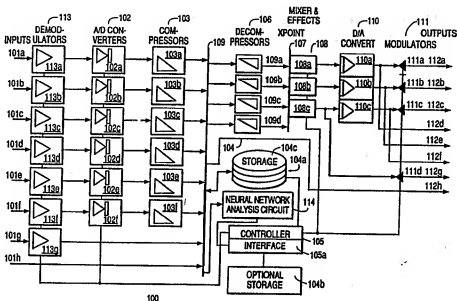 113 102 103 MIXER & EFFECTS 110
DEMOD- ULATORS A/D CON- VERTERS COM- PRESSORS 106 DECOM- PRESSORS XPOINT D/A CONVERT 111 OUTPUTS
INPUTS 109 107 108 MODULATORS
101a 113a 102a 103a 109a 108a 110a 111a 112a
101b 113b 102b 103b 109b 108b 110b 111b 112b
101c 113c 102c 103c 109c 108c 110c 111c 112c
109d 112d
101d 113d 102d 103d 104 104c 112e
STORAGE 104a 112f
101e 113e 102e 103e 111d 112g
112h
101f 113f 102f 103f NEURAL NETWORK
ANALYSIS CIRCUIT 114
101g 113g CONTROLLER 105
101h INTERFACE 105a
OPTIONAL
STORAGE 104b
100